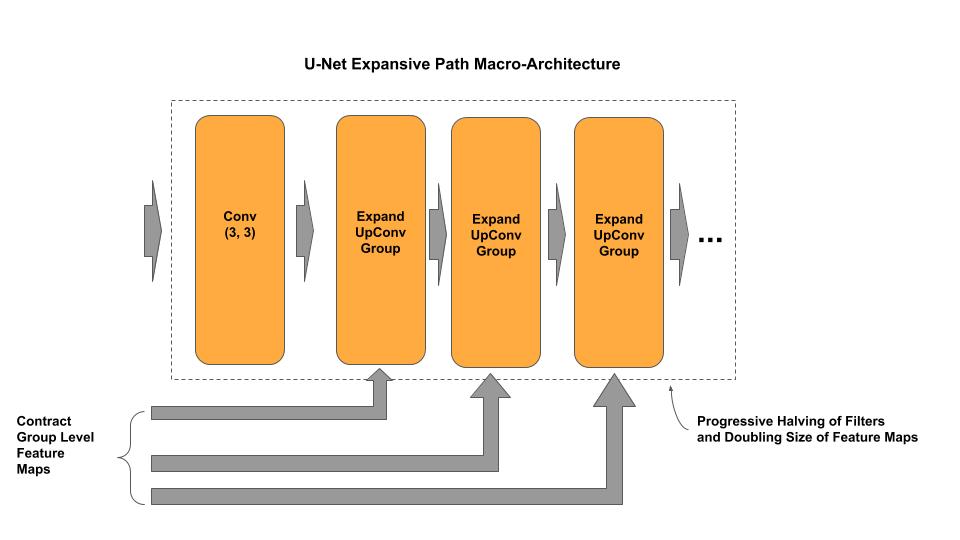 U-Net Expansive Path Macro-Architecture
Conv
(3, 3)
Expand
UpConv
Group
Expand
UpConv
Group
Expand
UpConv
Group
...
Contract
Group Level
Feature
Maps
Progressive Halving of Filters
and Doubling Size of Feature Maps